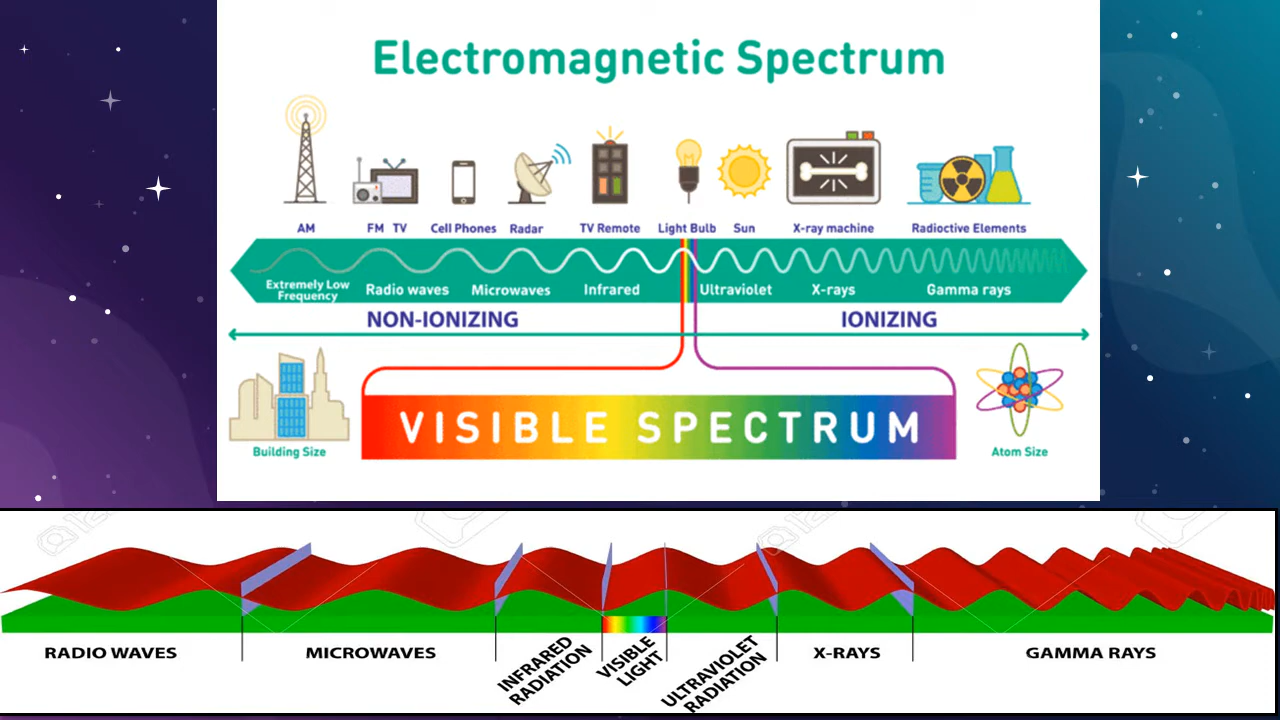 Electromagnetic Spectrum
AM
FM TV
Cell Phones
Radar
TV Remote
Light Bulb
Sun
X-ray machine
Radioctive Elements
Extremely Low
Frequency
Radio waves
Microwaves
Infrared
Ultraviolet
X-rays
Gamma rays
NON-IONIZING
IONIZING
VISIBLE SPECTRUM
Building Size
Atom Size
RADIO WAVES
MICROWAVES
INFRARED
RADIATION
VISIBLE
LIGHT
ULTRAVIOLET
RADIATION
X-RAYS
GAMMA RAYS